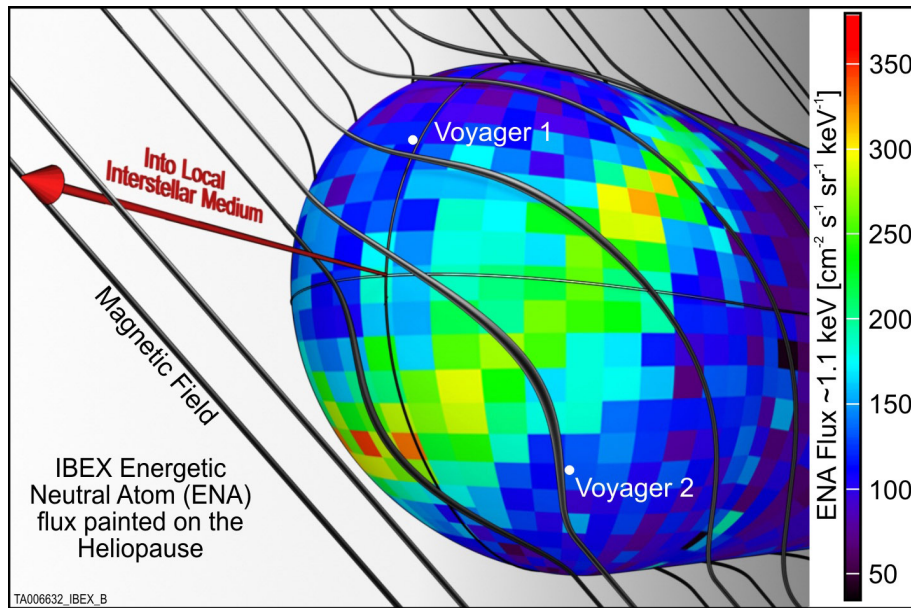 Voyager 1
Into Local
Interstellar Medium
Magnetic Field
IBEX Energetic
Neutral Atom (ENA)
flux painted on the
Heliopause
Voyager 2
TA006632_IBEX_B
ENA Flux ~1.1 keV [cm⁻² s⁻¹ sr⁻¹ keV⁻¹]
350
300
250
200
150
100
50